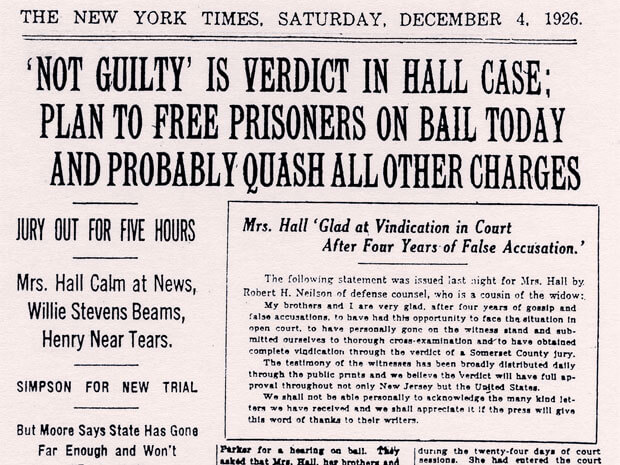 THE NEW YORK TIMES, SATURDAY, DECEMBER 4, 1926.
'NOT GUILTY' IS VERDICT IN HALL CASE;
PLAN TO FREE PRISONERS ON BAIL TODAY
AND PROBABLY QUASH ALL OTHER CHARGES
JURY OUT FOR FIVE HOURS
Mrs. Hall Calm at News,
Willie Stevens Beams,
Henry Near Tears.
SIMPSON FOR NEW TRIAL
But Moore Says State Has Gone
Far Enough and Won't
Mrs. Hall 'Glad at Vindication in Court
After Four Years of False Accusation.'
The following statement was issued last night for Mrs. Hall by
Robert H. Neilson of defense counsel, who is a cousin of the widow:
My brothers and I are very glad, after four years of gossip and
false accusations, to have had this opportunity to face the situation in
open court, to have personally gone on the witness stand and sub-
mitted ourselves to thorough cross-examination and to have obtained
complete vindication through the verdict of a Somerset County jury.
The testimony of the witnesses has been broadly distributed daily
through the public prints and we believe the verdict will have full ap-
proval throughout not only New Jersey but the United States.
We shall not be able personally to acknowledge the many kind let-
ters we have received and we shall appreciate it if the press will give
this word of thanks to their writers.
Parker for a hearing on bail. They
asked that Mrs. Hall, her brothers and
during the twenty-four days of court
sessions. She had entered the court